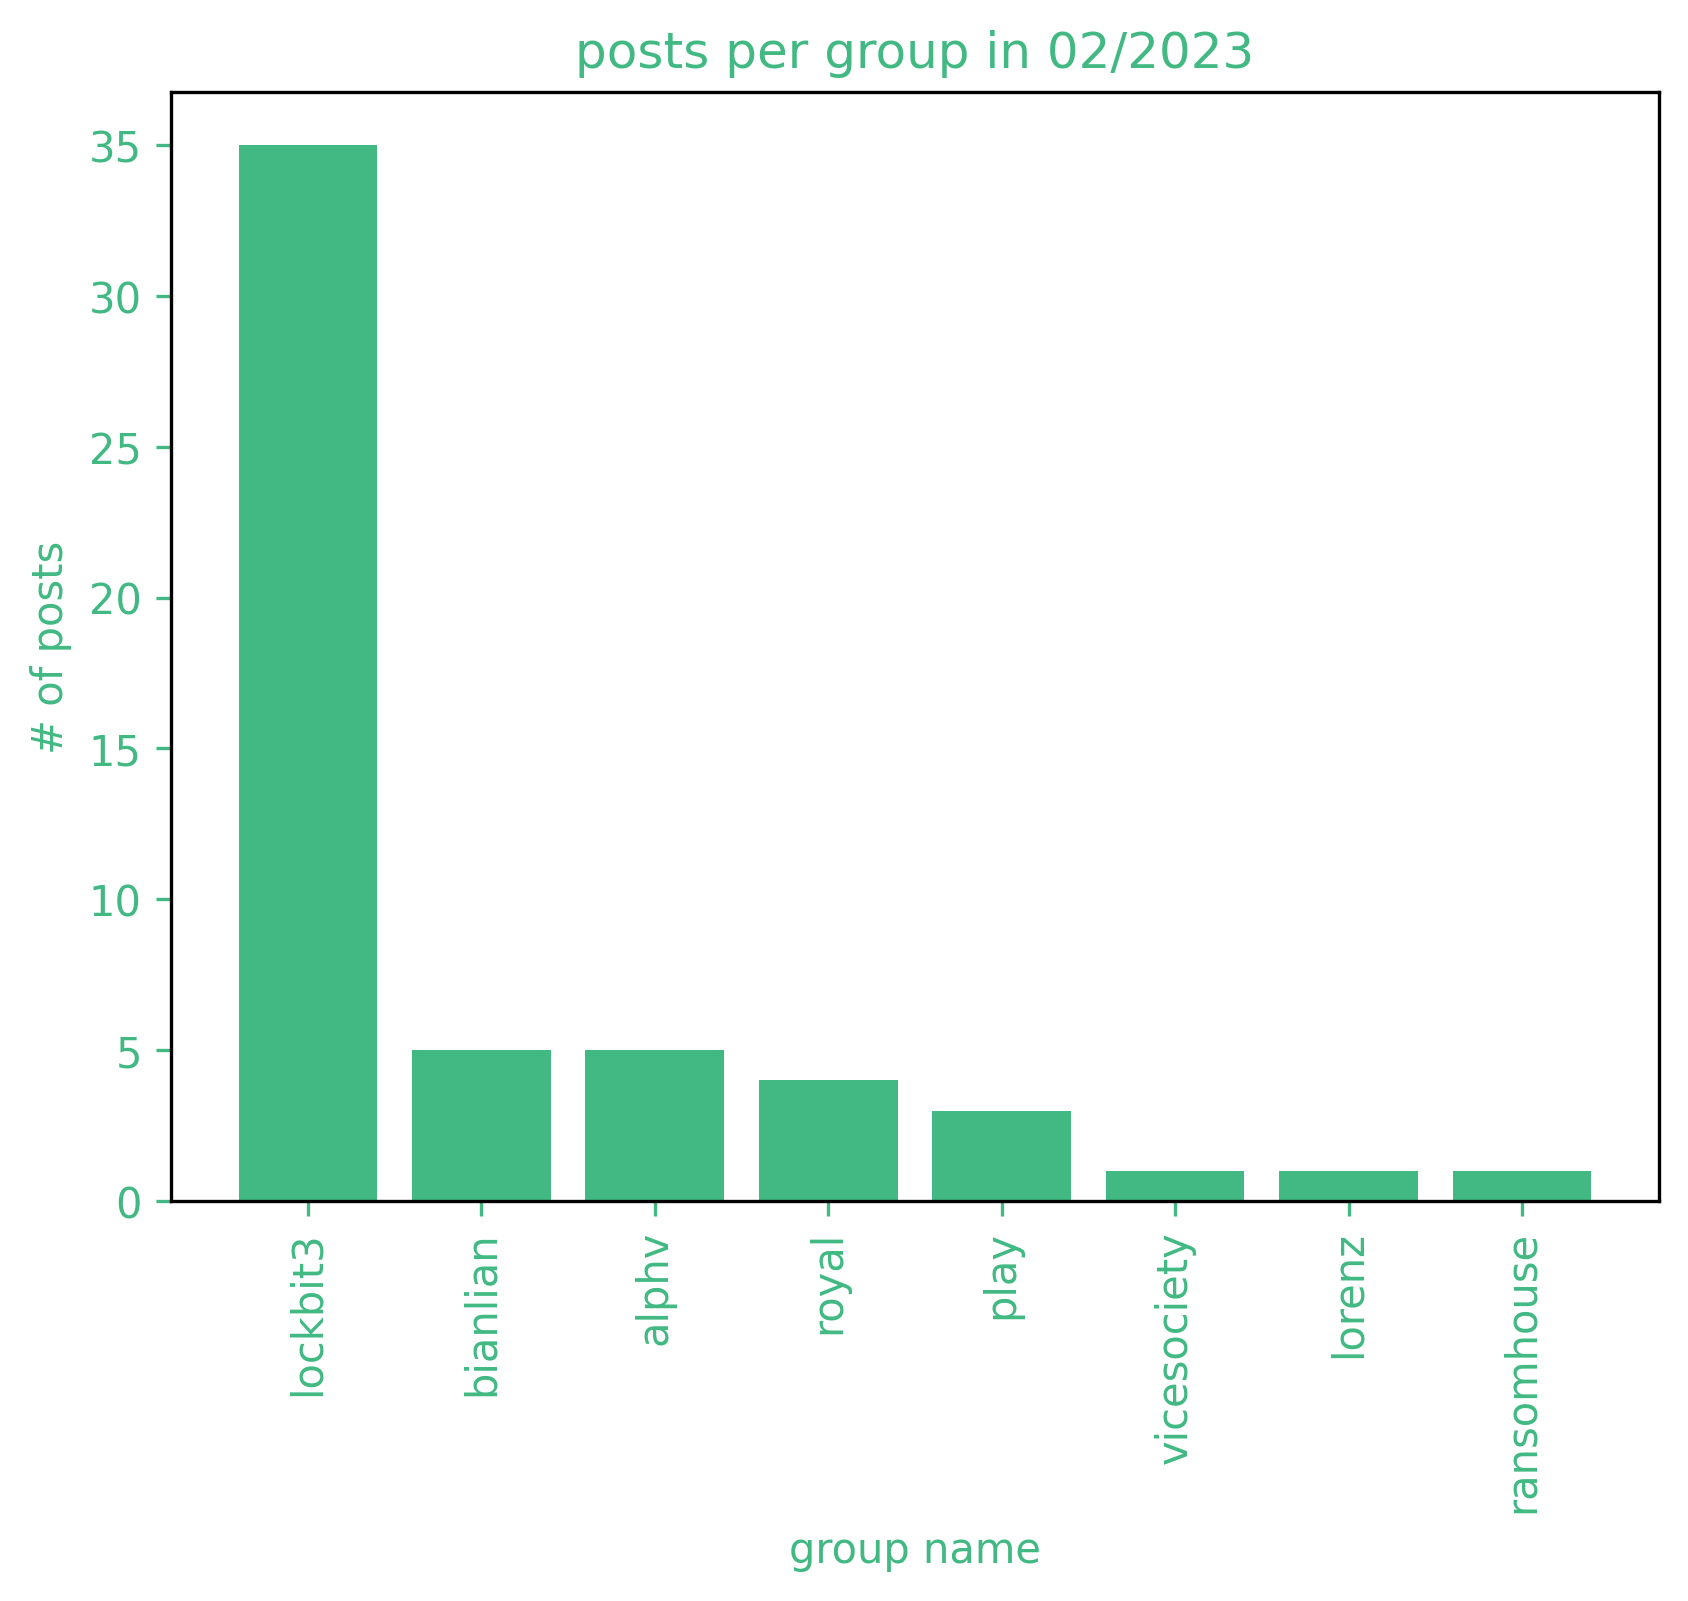 posts per group in 02/2023
# of posts
35
30
25
20
15
10
5
0
lockbit3
bianlian
alphv
royal
play
vicesociety
lorenz
ransomhouse
group name